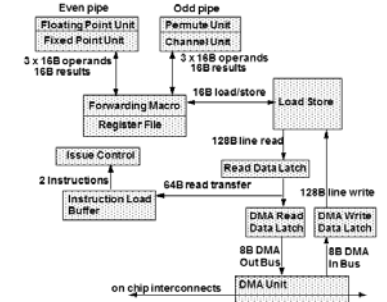 Even pipe
Odd pipe
Floating Point Unit
Fixed Point Unit
Permute Unit
Channel Unit
3 x 16B operands
16B results
3 x 16B operands
16B results
16B load/store
Forwarding Macro
Register File
Load Store
128B line read
Issue Control
Read Data Latch
2 Instructions
64B read transfer
128B line write
Instruction Load
Buffer
DMA Read
Data Latch
DMA Write
Data Latch
8B DMA
Out Bus
8B DMA
In Bus
on chip interconnects
DMA Unit